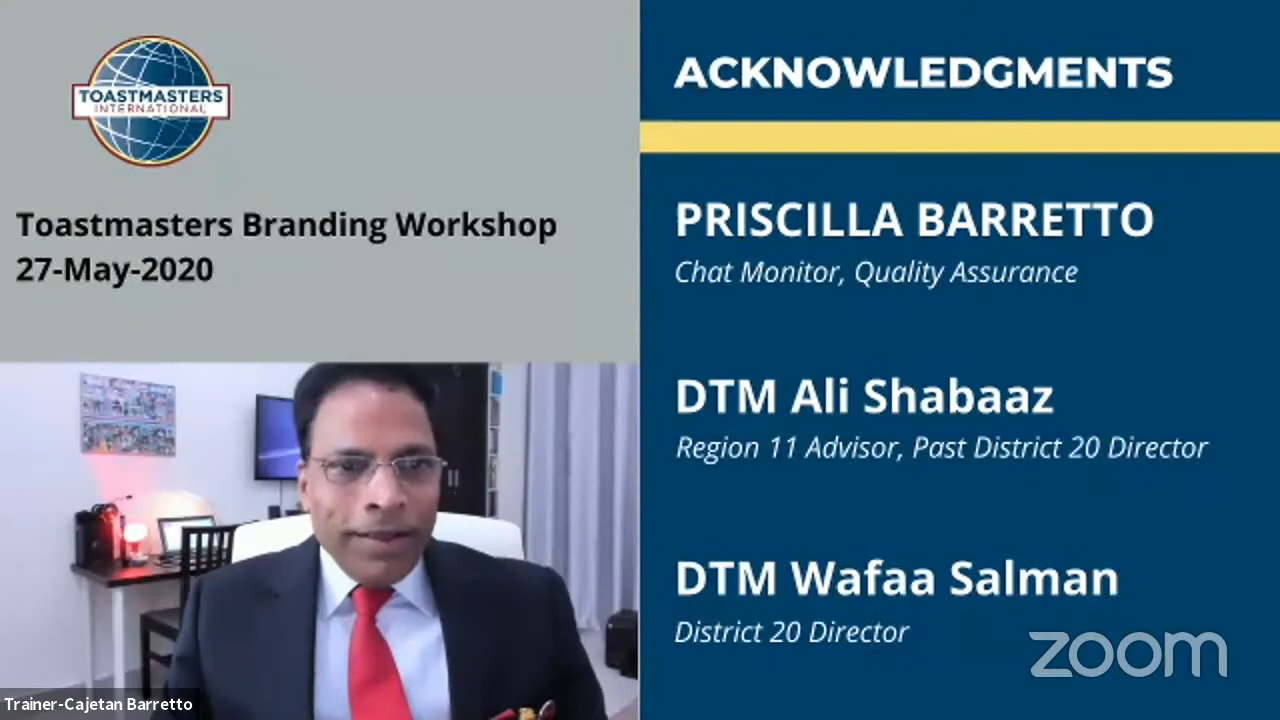 TOASTMASTERS
INTERNATIONAL
Toastmasters Branding Workshop
27-May-2020
Trainer-Cajetan Barretto
ACKNOWLEDGMENTS
PRISCILLA BARRETTO
Chat Monitor, Quality Assurance
DTM Ali Shabaaz
Region 11 Advisor, Past District 20 Director
DTM Wafaa Salman
District 20 Director
zoom